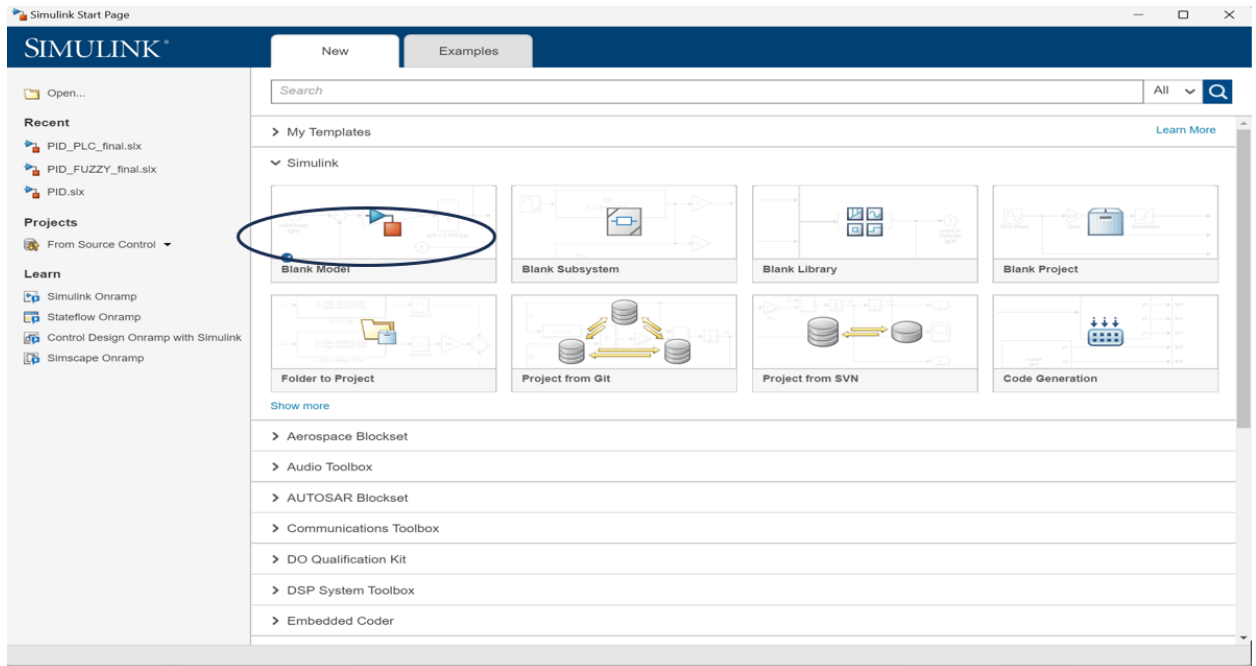 Simulink Start Page
SIMULINK®
New
Examples
Open...
Recent
PID_PLC_final.slx
PID_FUZZY_final.slx
PID.slx
Projects
From Source Control
Learn
Simulink Onramp
Stateflow Onramp
Control Design Onramp with Simulink
Simscape Onramp
Search
All
My Templates
Learn More
Simulink
Blank Model
Blank Subsystem
Blank Library
Blank Project
Folder to Project
Project from Git
Project from SVN
Code Generation
Show more
Aerospace Blockset
Audio Toolbox
AUTOSAR Blockset
Communications Toolbox
DO Qualification Kit
DSP System Toolbox
Embedded Coder